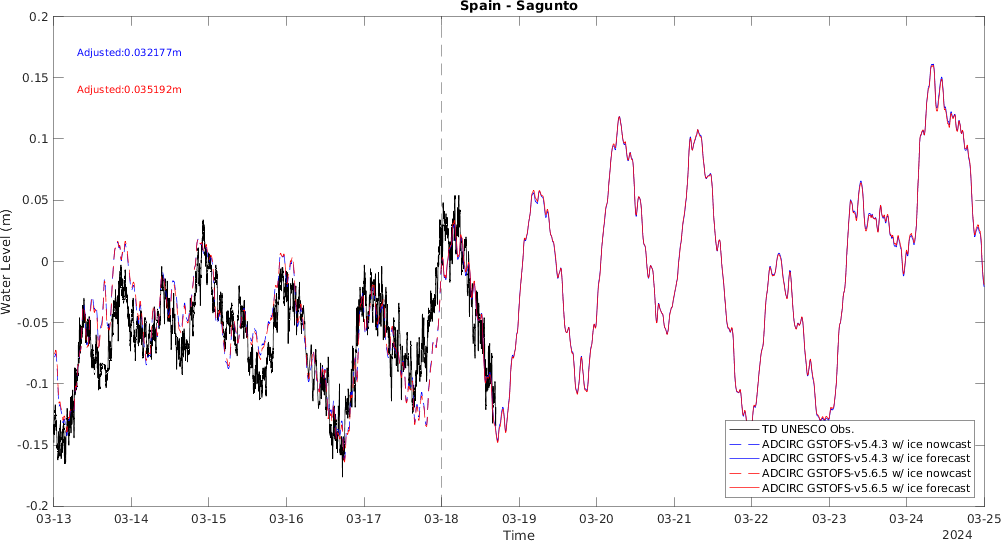 Spain - Sagunto
0.2
0.15
0.1
0.05
0
-0.05
-0.1
-0.15
-0.2
Water Level (m)
Adjusted:0.032177m
Adjusted:0.035192m
TD UNESCO Obs.
ADCIRC GSTOFS-v5.4.3 w/ ice nowcast
ADCIRC GSTOFS-v5.4.3 w/ ice forecast
ADCIRC GSTOFS-v5.6.5 w/ ice nowcast
ADCIRC GSTOFS-v5.6.5 w/ ice forecast
03-13 03-14 03-15 03-16 03-17 03-18 03-19 03-20 03-21 03-22 03-23 03-24 03-25
Time
2024